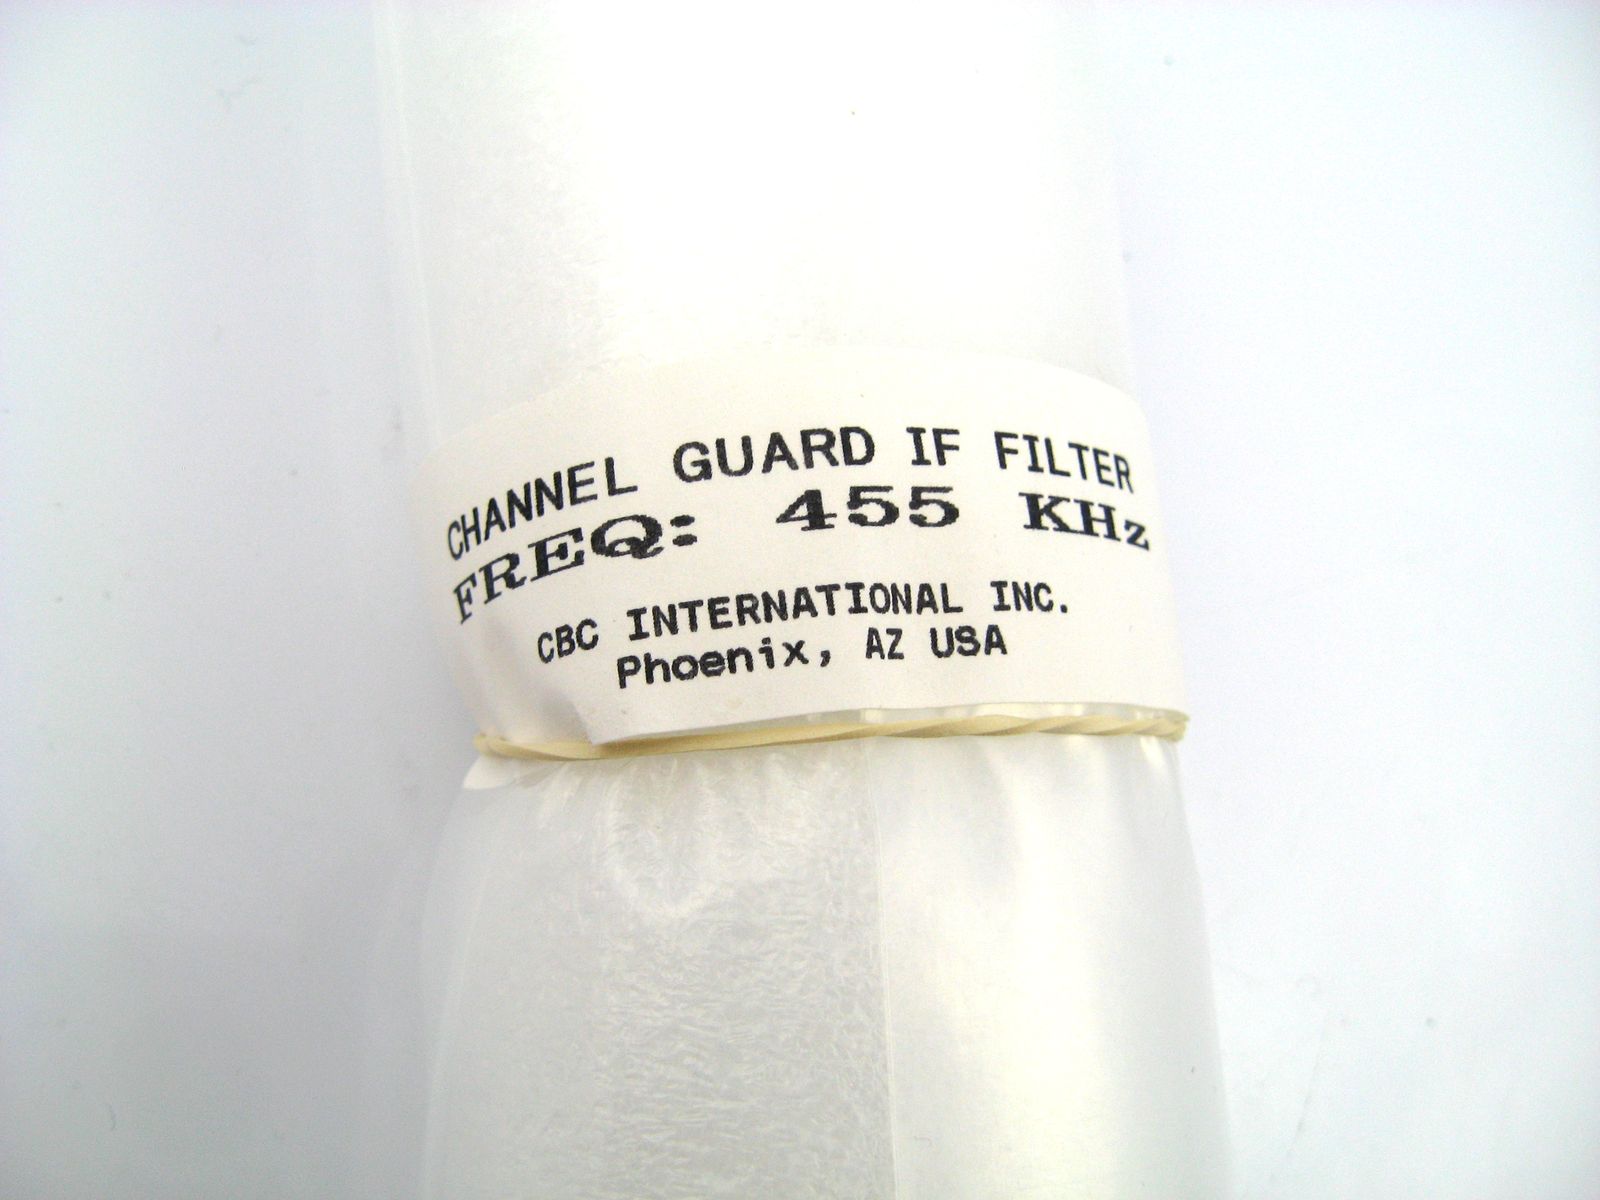 CHANNEL GUARD IF FILTER
FREQ: 455 KHz
CBC INTERNATIONAL INC.
Phoenix, AZ USA